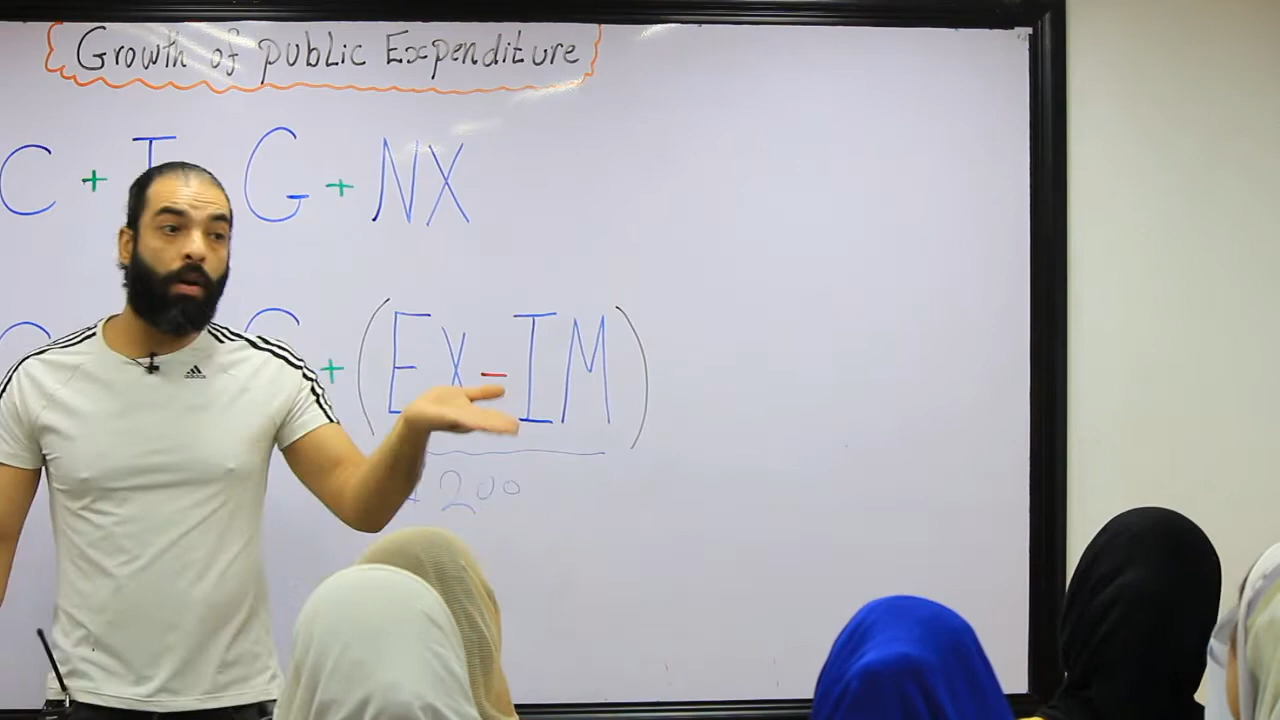 Growth of public Expenditure
C + I G + NX
G + (EX - IM)
200
adidas